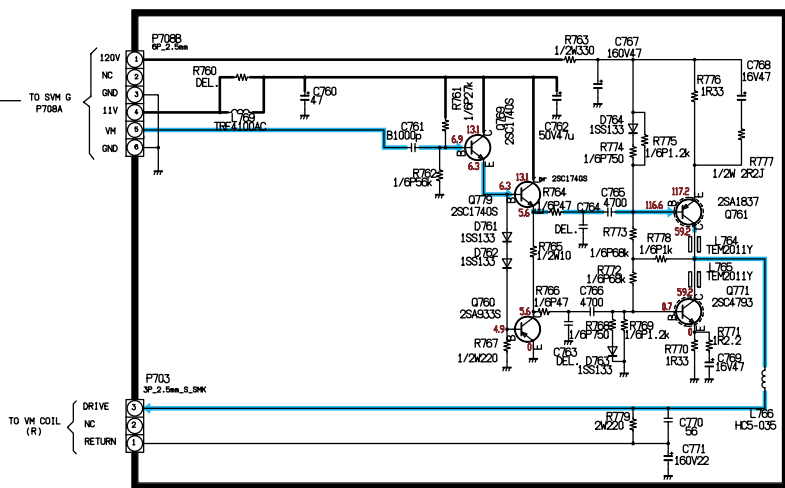 P708B
6P_2.5mm
120V 1
NC 2
GND 3
11V 4
VM 5
GND 6
TO SVM G
P708A
R760
DEL.
L769
TRF4100AC
C760
47
C761
B1000p
R761
1/6P27k
R762
1/6P56k
6.9
B
13.1
C
6.3
E
Q769
2SC1740S
Q779
2SC1740S
6.3
B
13.1
C
5.6
E
or 2SC1740S
C762
50V47u
R763
1/2W330
C767
160V47
D764
1SS133
R774
1/6P750
R775
1/6P1.2k
R776
1R33
C768
16V47
R777
1/2W 2R2J
R764
1/6P47
C764
DEL.
C765
4700
116.6
B
117.2
E
59.2
C
2SA1837
Q761
D761
1SS133
D762
1SS133
R765
1/2W10
R773
1/6P68k
R778
1/6P1k
R772
1/6P68k
L764
TEM2011Y
L765
TEM2011Y
59.2
C
Q771
2SC4793
0.7
B
0
E
Q760
2SA933S
5.6
4.9
B
0
R767
1/2W220
R766
1/6P47
C766
4700
C763
DEL.
R768
1/6P750
R769
1/6P1.2k
D763
1SS133
R770
1R33
R771
1R2.2
C769
16V47
P703
3P_2.5mm_S_SMK
DRIVE 3
NC 2
RETURN 1
TO VM COIL
(R)
R779
2W220
C770
56
C771
160V22
L766
HC5-035